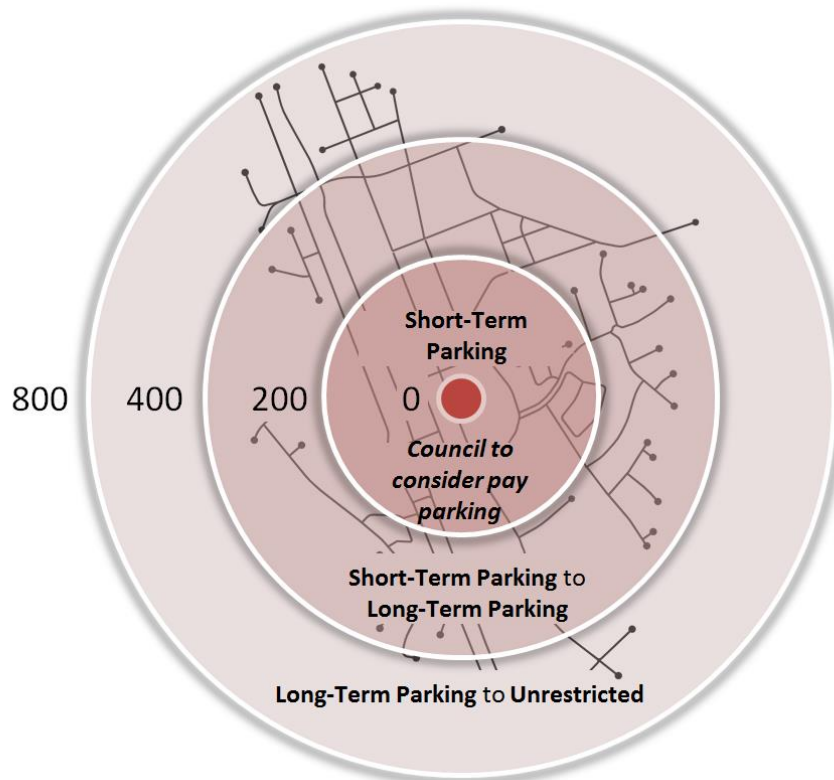 Short-Term
Parking
800 400 200 0
Council to
consider pay
parking
Short-Term Parking to
Long-Term Parking
Long-Term Parking to Unrestricted